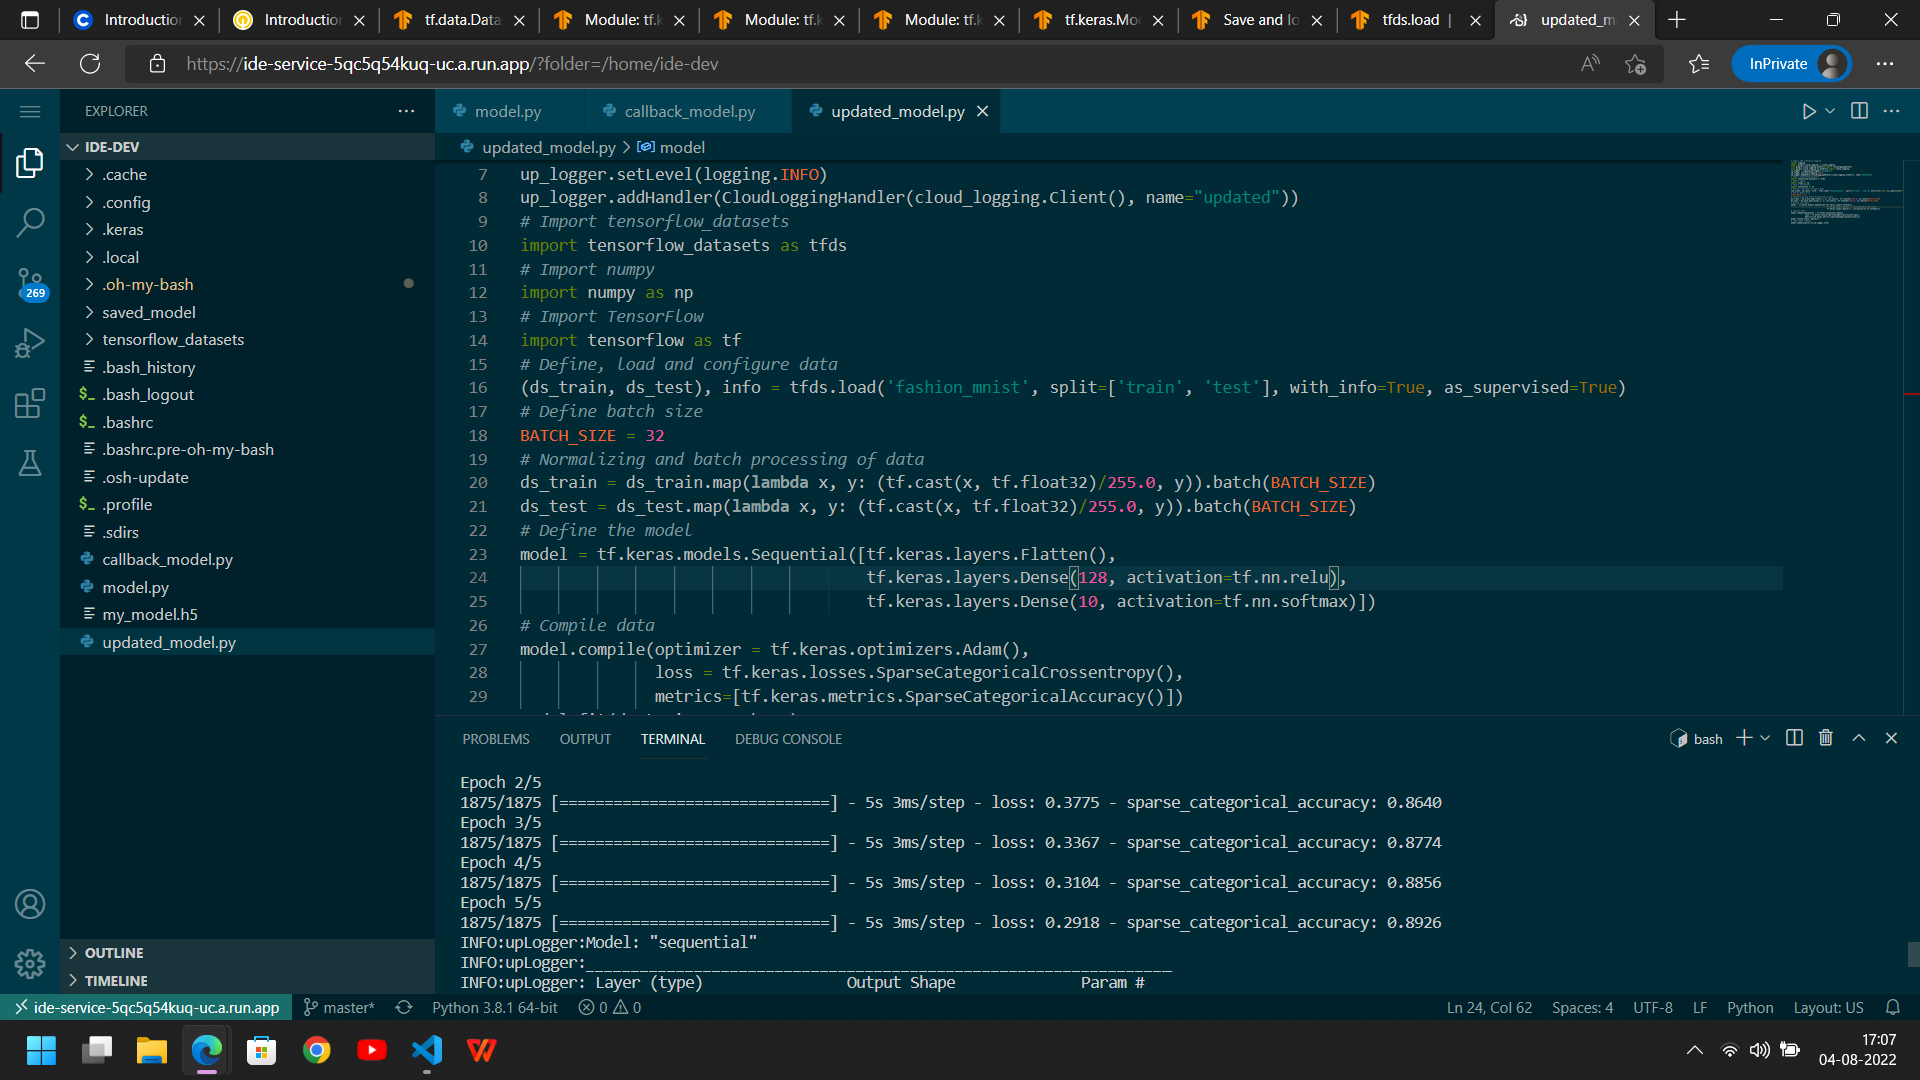 Introduction
Introduction
tf.data.Data
Module: tf.k
Module: tf.k
Module: tf.k
tf.keras.Mo
Save and lo
tfds.load |
updated_m
https://ide-service-5qc5q54kuq-uc.a.run.app/?folder=/home/ide-dev
InPrivate
EXPLORER
IDE-DEV
.cache
.config
.keras
.local
.oh-my-bash
saved_model
tensorflow_datasets
.bash_history
.bash_logout
.bashrc
.bashrc.pre-oh-my-bash
.osh-update
.profile
.sdirs
callback_model.py
model.py
my_model.h5
updated_model.py
OUTLINE
TIMELINE
269
model.py
callback_model.py
updated_model.py
updated_model.py > model
7 up_logger.setLevel(logging.INFO)
8 up_logger.addHandler(CloudLoggingHandler(cloud_logging.Client(), name="updated"))
9 # Import tensorflow_datasets
10 import tensorflow_datasets as tfds
11 # Import numpy
12 import numpy as np
13 # Import TensorFlow
14 import tensorflow as tf
15 # Define, load and configure data
16 (ds_train, ds_test), info = tfds.load('fashion_mnist', split=['train', 'test'], with_info=True, as_supervised=True)
17 # Define batch size
18 BATCH_SIZE = 32
19 # Normalizing and batch processing of data
20 ds_train = ds_train.map(lambda x, y: (tf.cast(x, tf.float32)/255.0, y)).batch(BATCH_SIZE)
21 ds_test = ds_test.map(lambda x, y: (tf.cast(x, tf.float32)/255.0, y)).batch(BATCH_SIZE)
22 # Define the model
23 model = tf.keras.models.Sequential([tf.keras.layers.Flatten(),
24 tf.keras.layers.Dense(128, activation=tf.nn.relu),
25 tf.keras.layers.Dense(10, activation=tf.nn.softmax)])
26 # Compile data
27 model.compile(optimizer = tf.keras.optimizers.Adam(),
28 loss = tf.keras.losses.SparseCategoricalCrossentropy(),
29 metrics=[tf.keras.metrics.SparseCategoricalAccuracy()])
PROBLEMS OUTPUT TERMINAL DEBUG CONSOLE
bash
Epoch 2/5
1875/1875 [==============================] - 5s 3ms/step - loss: 0.3775 - sparse_categorical_accuracy: 0.8640
Epoch 3/5
1875/1875 [==============================] - 5s 3ms/step - loss: 0.3367 - sparse_categorical_accuracy: 0.8774
Epoch 4/5
1875/1875 [==============================] - 5s 3ms/step - loss: 0.3104 - sparse_categorical_accuracy: 0.8856
Epoch 5/5
1875/1875 [==============================] - 5s 3ms/step - loss: 0.2918 - sparse_categorical_accuracy: 0.8926
INFO:upLogger:Model: "sequential"
INFO:upLogger:_________________________________________________________________
INFO:upLogger: Layer (type) Output Shape Param #
ide-service-5qc5q54kuq-uc.a.run.app master* Python 3.8.1 64-bit 0 0 Ln 24, Col 62 Spaces: 4 UTF-8 LF Python Layout: US
17:07
04-08-2022